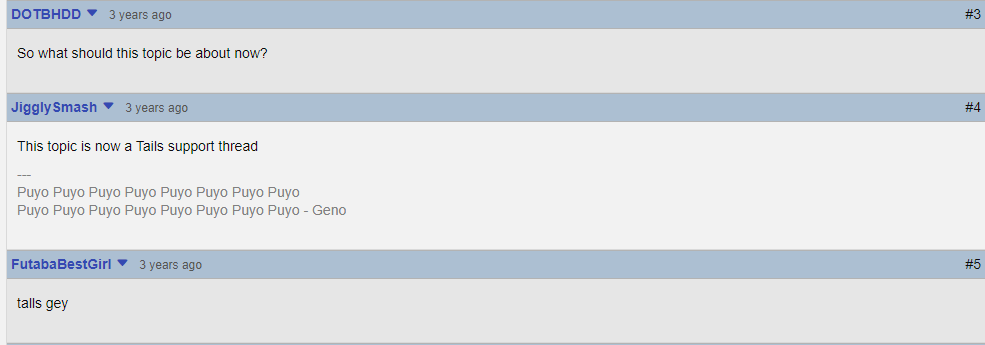 DOTBHDD 3 years ago #3
So what should this topic be about now?
JigglySmash 3 years ago #4
This topic is now a Tails support thread
---
Puyo Puyo Puyo Puyo Puyo Puyo Puyo Puyo
Puyo Puyo Puyo Puyo Puyo Puyo Puyo Puyo - Geno
FutabaBestGirl 3 years ago #5
talls gey